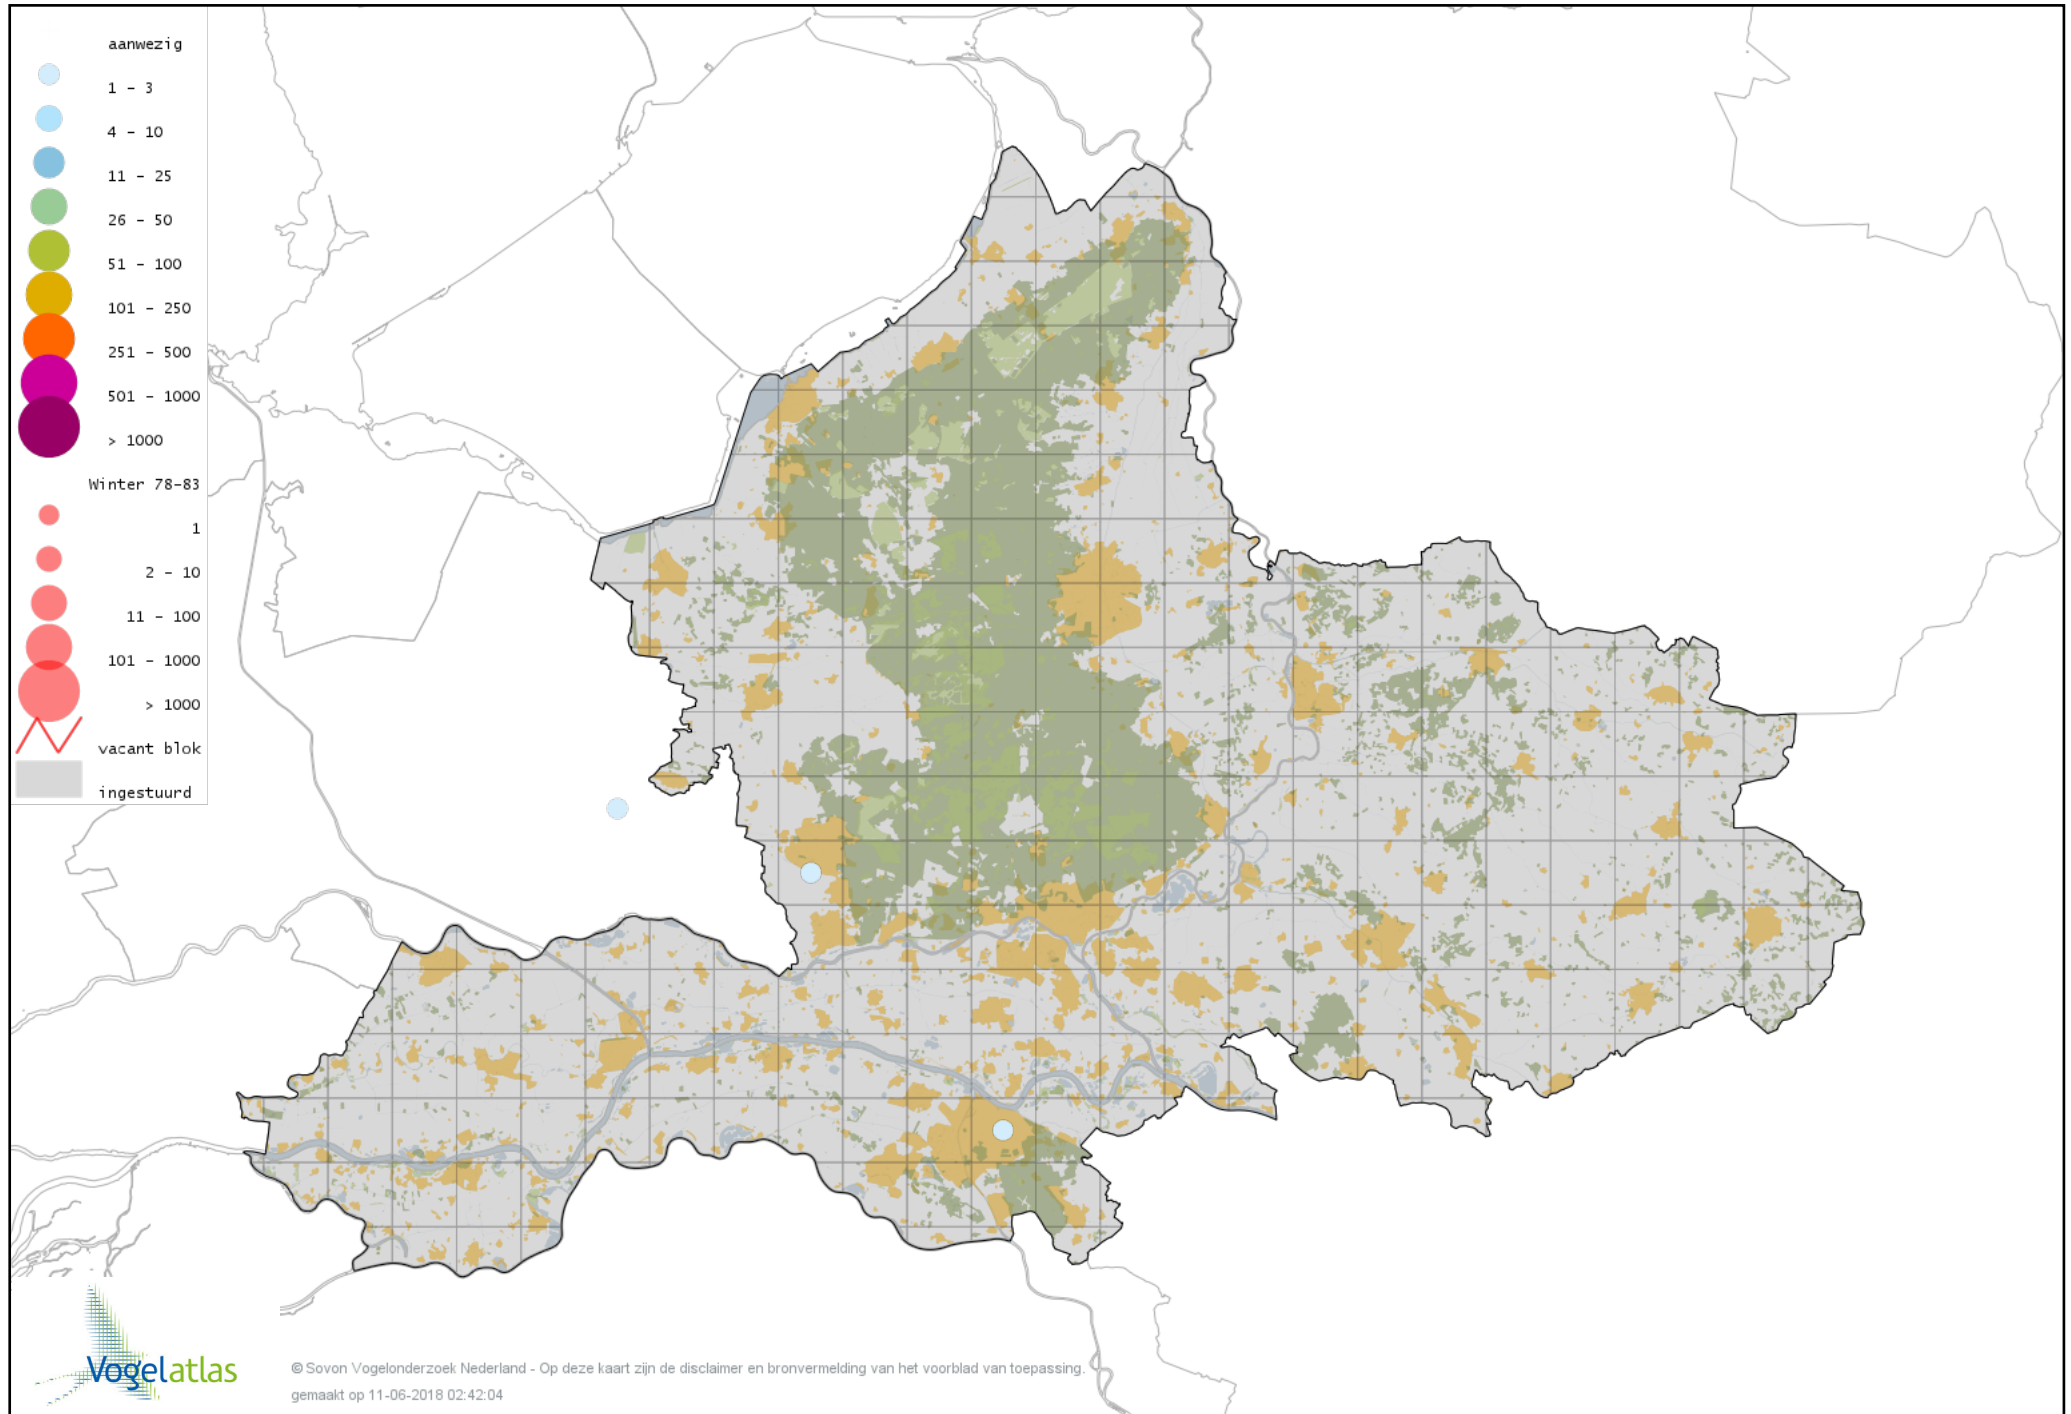 aanwezig
1 - 3
4 - 10
11 - 25
26 - 50
51 - 100
101 - 250
251 - 500
501 - 1000
> 1000
Winter 78-83
1
2 - 10
11 - 100
101 - 1000
> 1000
vacant blok
ingestuurd
Vogelatlas
© Sovon Vogelonderzoek Nederland - Op deze kaart zijn de disclaimer en bronvermelding van het voorblad van toepassing.
gemaakt op 11-06-2018 02:42:04